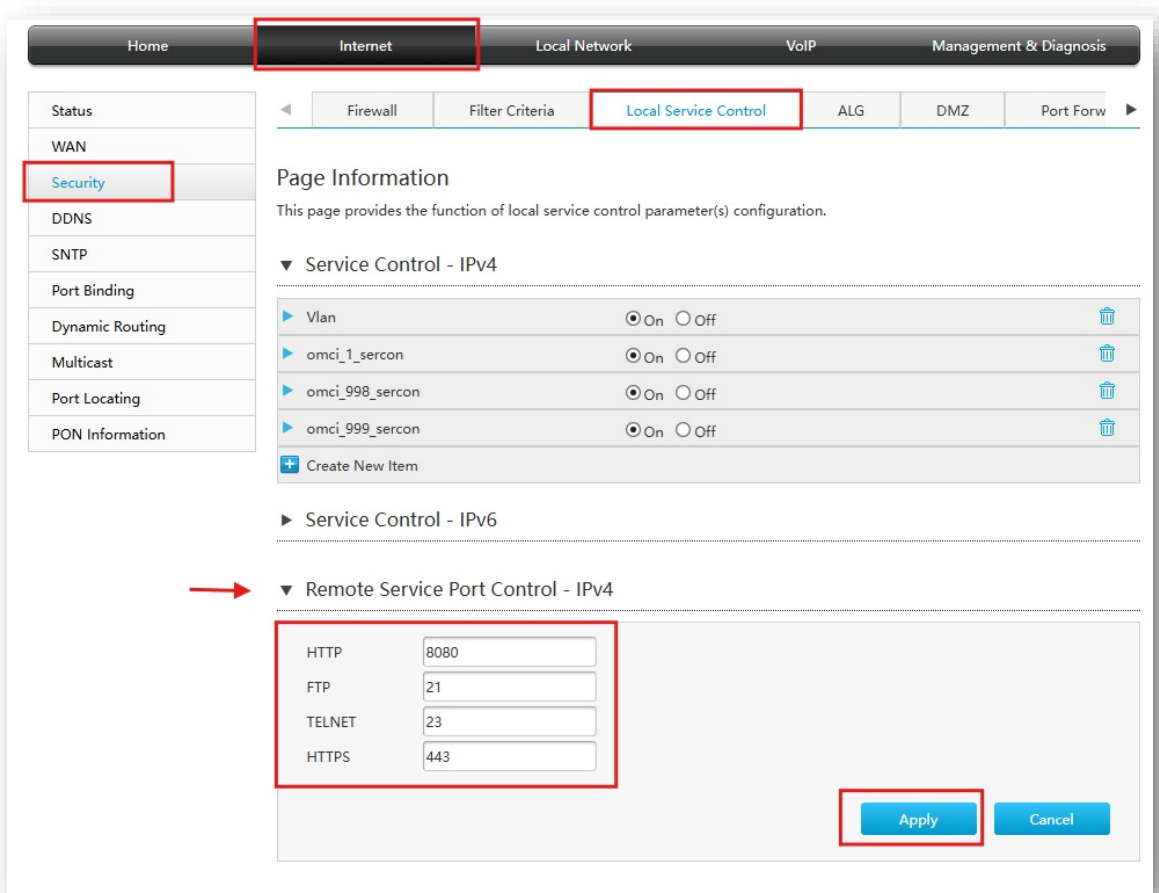 Home Internet Local Network VoIP Management & Diagnosis
Status
WAN
Security
DDNS
SNTP
Port Binding
Dynamic Routing
Multicast
Port Locating
PON Information
Firewall Filter Criteria Local Service Control ALG DMZ Port Forw
Page Information
This page provides the function of local service control parameter(s) configuration.
Service Control - IPv4
Vlan On Off
omci_1_sercon On Off
omci_998_sercon On Off
omci_999_sercon On Off
Create New Item
Service Control - IPv6
Remote Service Port Control - IPv4
HTTP 8080
FTP 21
TELNET 23
HTTPS 443
Apply Cancel